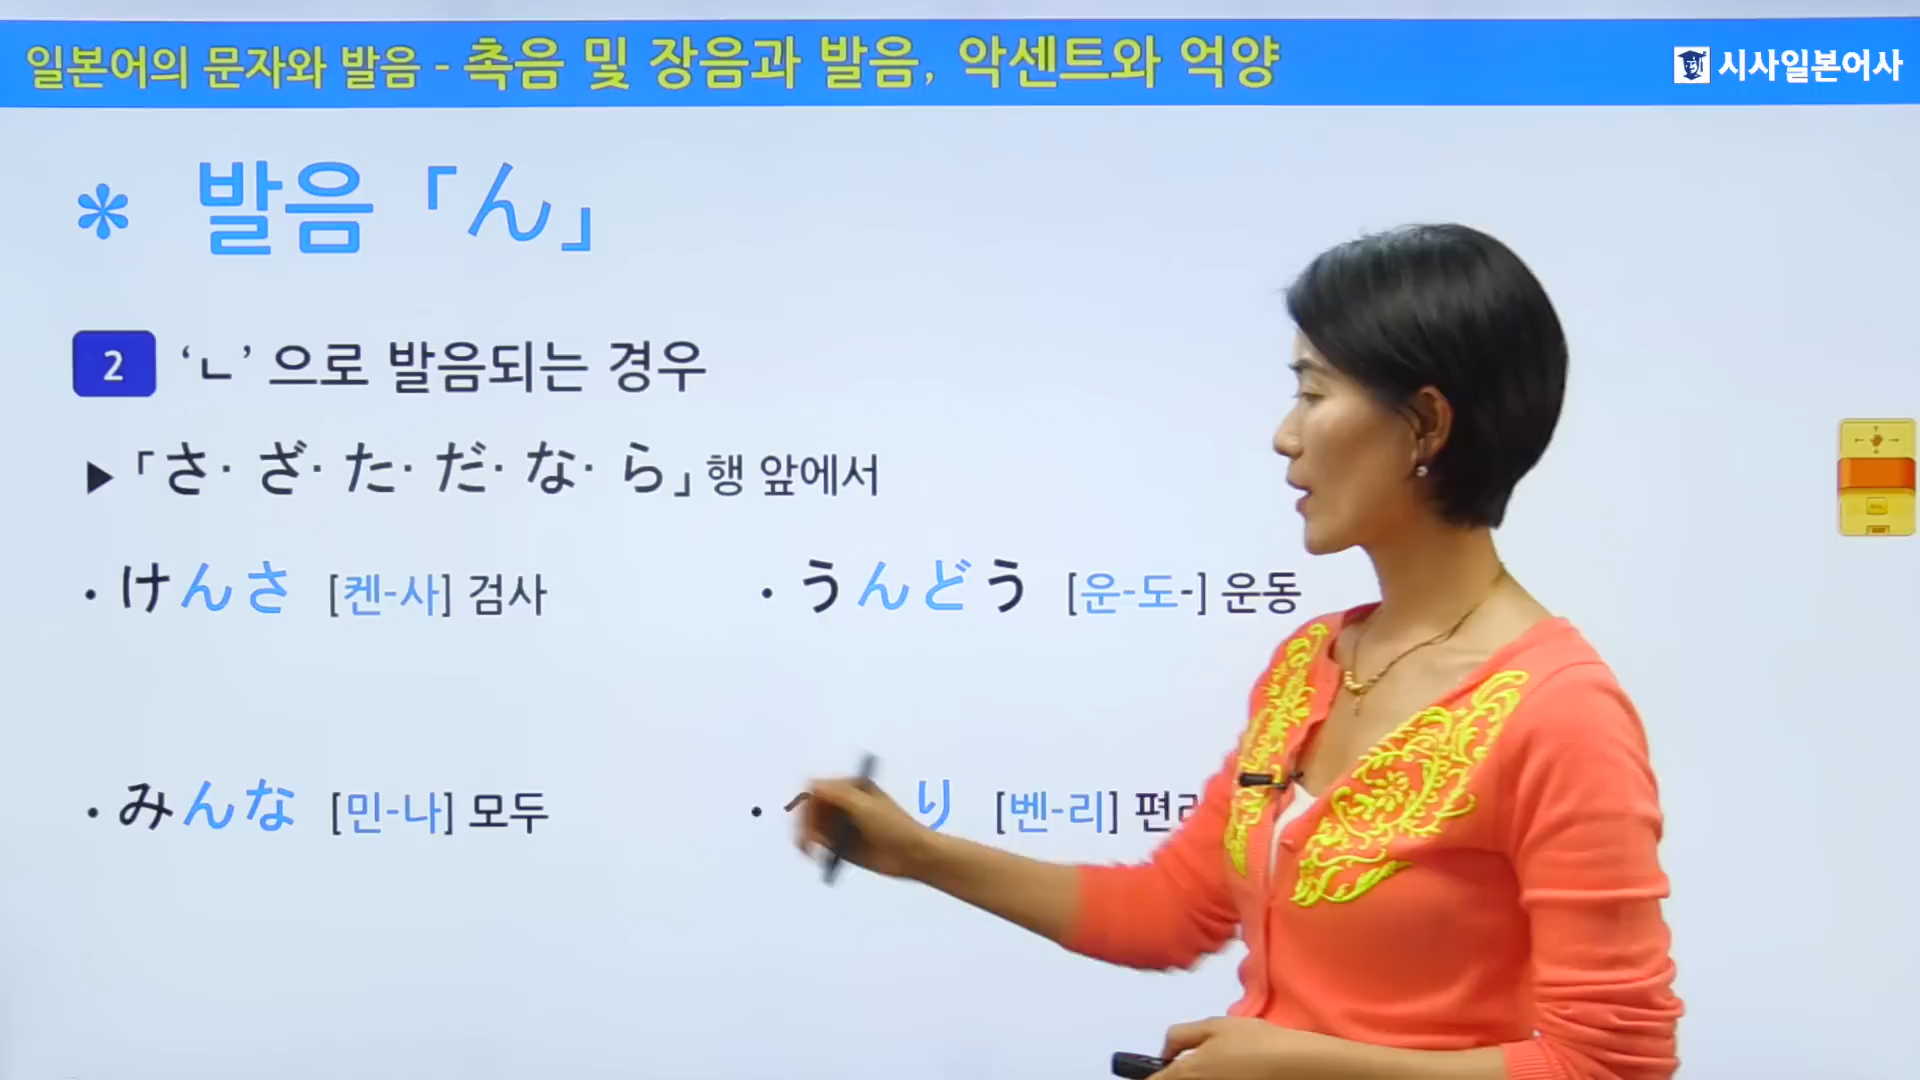 일본어의 문자와 발음 - 촉음 및 장음과 발음, 악센트와 억양
시사일본어사
* 발음「ん」
2 ‘ㄴ’ 으로 발음되는 경우
▶「さ· ざ· た· だ· な· ら」행 앞에서
· けんさ [켄-사] 검사
· うんどう [운-도-] 운동
· みんな [민-나] 모두
· り [벤-리]